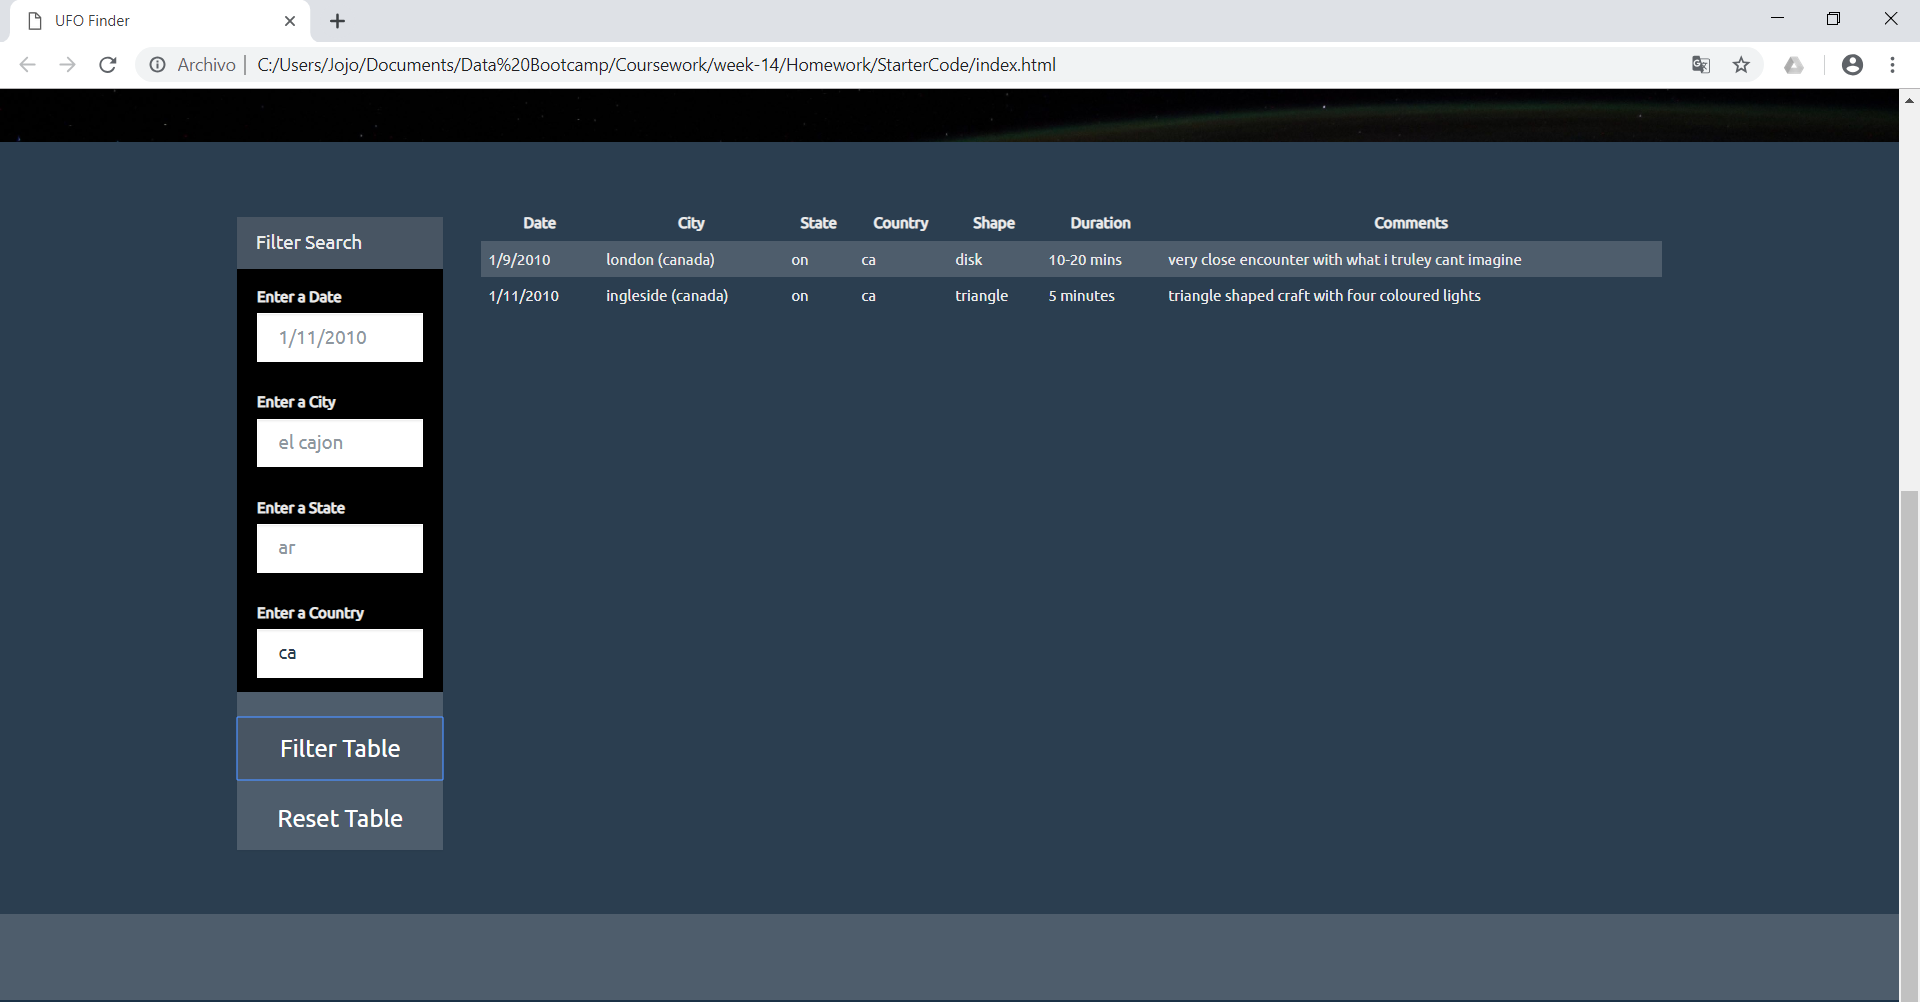 UFO Finder
Archivo | C:/Users/Jojo/Documents/Data%20Bootcamp/Coursework/week-14/Homework/StarterCode/index.html
Filter Search
Enter a Date
1/11/2010
Enter a City
el cajon
Enter a State
ar
Enter a Country
ca
Filter Table
Reset Table
Date City State Country Shape Duration Comments
1/9/2010 london (canada) on ca disk 10-20 mins very close encounter with what i truley cant imagine
1/11/2010 ingleside (canada) on ca triangle 5 minutes triangle shaped craft with four coloured lights